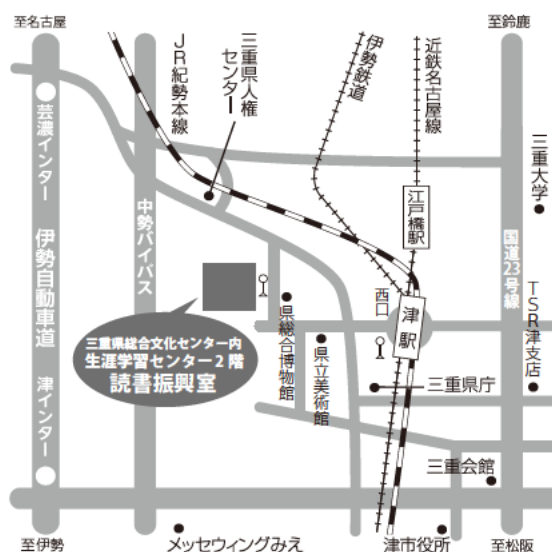 至名古屋
至鈴鹿
芸濃インター
伊勢自動車道
津インター
中勢バイパス
JR紀勢本線
三重県人権
センター
伊勢鉄道
近鉄名古屋線
江戸橋駅
三重大学
国道23号線
TSR津支店
西口
津駅
三重県総合文化センター内
生涯学習センター2階
読書振興室
県総合博物館
県立美術館
三重県庁
三重会館
至伊勢
メッセウィングみえ
津市役所
至松阪